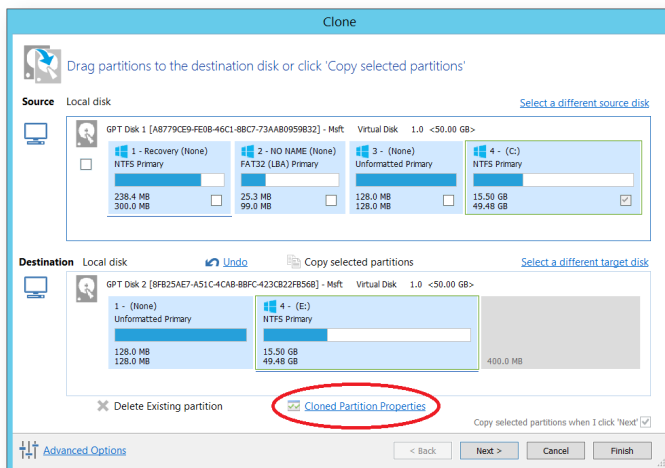 Clone
Drag partitions to the destination disk or click 'Copy selected partitions'
Source Local disk Select a different source disk
GPT Disk 1 [A8779CE9-FE0B-46C1-8BC7-73AAB0959B32] - Msft Virtual Disk 1.0 <50.00 GB>
1 - Recovery (None) 2 - NO NAME (None) 3 - (None) 4 - (C:)
NTFS Primary FAT32 (LBA) Primary Unformatted Primary NTFS Primary
238.4 MB 25.3 MB 128.0 MB 15.50 GB
300.0 MB 99.0 MB 128.0 MB 49.48 GB
Destination Local disk Undo Copy selected partitions Select a different target disk
GPT Disk 2 [8FB25AE7-A51C-4CAB-BBFC-423CB22FB56B] - Msft Virtual Disk 1.0 <50.00 GB>
1 - (None) 4 - (E:)
Unformatted Primary NTFS Primary
128.0 MB 15.50 GB
128.0 MB 49.48 GB 400.0 MB
Delete Existing partition Cloned Partition Properties
Copy selected partitions when I click 'Next'
Advanced Options < Back Next > Cancel Finish